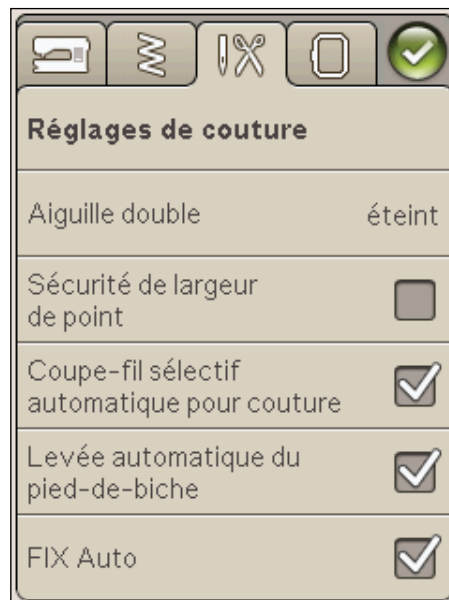 Réglages de couture
Aiguille double éteint
Sécurité de largeur
de point
Coupe-fil sélectif
automatique pour couture
Levée automatique du
pied-de-biche
FIX Auto